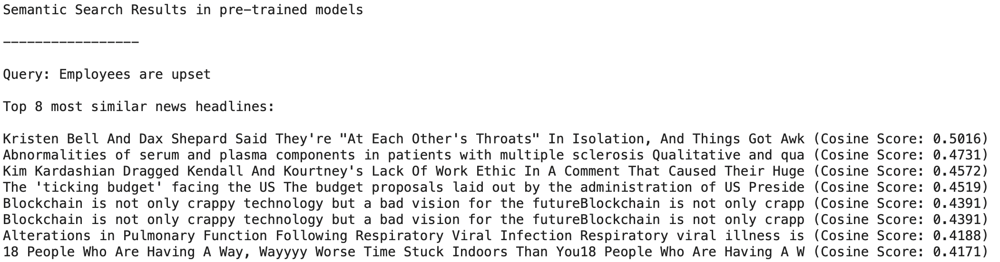 Semantic Search Results in pre-trained models
-----------------
Query: Employees are upset
Top 8 most similar news headlines:
Kristen Bell And Dax Shepard Said They're "At Each Other's Throats" In Isolation, And Things Got Awk (Cosine Score: 0.5016)
Abnormalities of serum and plasma components in patients with multiple sclerosis Qualitative and qua (Cosine Score: 0.4731)
Kim Kardashian Dragged Kendall And Kourtney's Lack Of Work Ethic In A Comment That Caused Their Huge (Cosine Score: 0.4572)
The 'ticking budget' facing the US The budget proposals laid out by the administration of US Preside (Cosine Score: 0.4519)
Blockchain is not only crappy technology but a bad vision for the futureBlockchain is not only crapp (Cosine Score: 0.4391)
Blockchain is not only crappy technology but a bad vision for the futureBlockchain is not only crapp (Cosine Score: 0.4391)
Alterations in Pulmonary Function Following Respiratory Viral Infection Respiratory viral illness is (Cosine Score: 0.4188)
18 People Who Are Having A Way, Wayyyy Worse Time Stuck Indoors Than You18 People Who Are Having A W (Cosine Score: 0.4171)